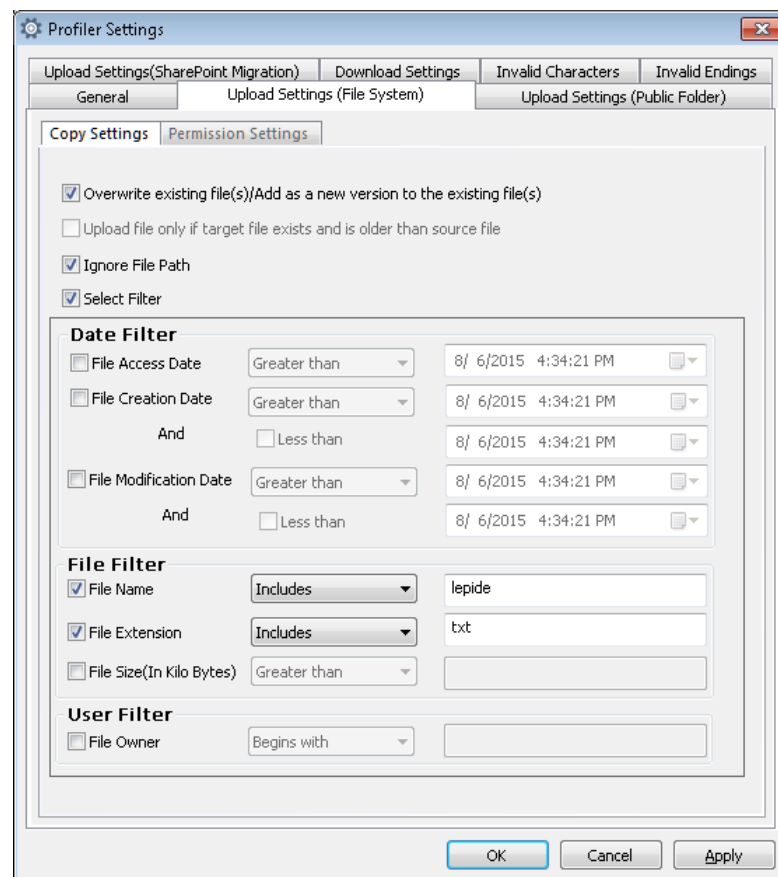 Profiler Settings
Upload Settings(SharePoint Migration) Download Settings Invalid Characters Invalid Endings
General Upload Settings (File System) Upload Settings (Public Folder)
Copy Settings Permission Settings
Overwrite existing file(s)/Add as a new version to the existing file(s)
Upload file only if target file exists and is older than source file
Ignore File Path
Select Filter
Date Filter
File Access Date Greater than 8/ 6/2015 4:34:21 PM
File Creation Date Greater than 8/ 6/2015 4:34:21 PM
And Less than 8/ 6/2015 4:34:21 PM
File Modification Date Greater than 8/ 6/2015 4:34:21 PM
And Less than 8/ 6/2015 4:34:21 PM
File Filter
File Name Includes lepide
File Extension Includes txt
File Size(In Kilo Bytes) Greater than
User Filter
File Owner Begins with
OK Cancel Apply